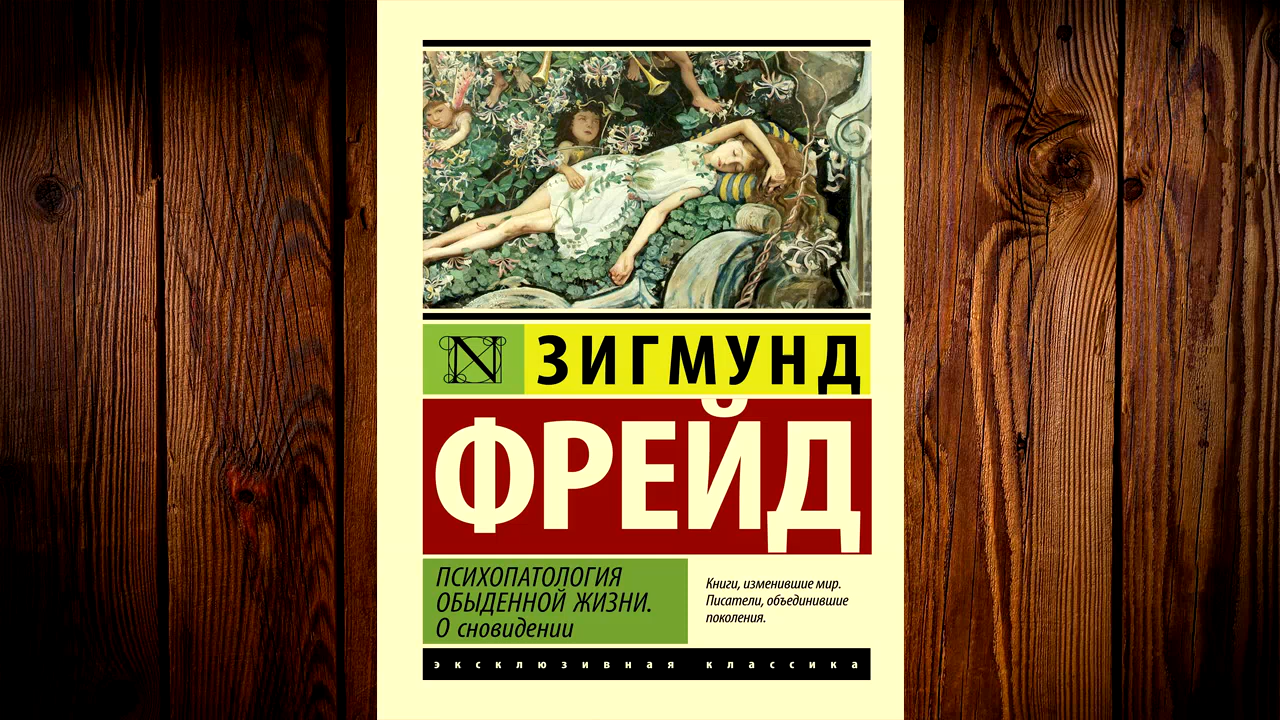 N
ЗИГМУНД
ФРЕЙД
ПСИХОПАТОЛОГИЯ
ОБЫДЕННОЙ ЖИЗНИ.
О сновидении
Книги, изменившие мир.
Писатели, объединившие
поколения.
эксклюзивная классика